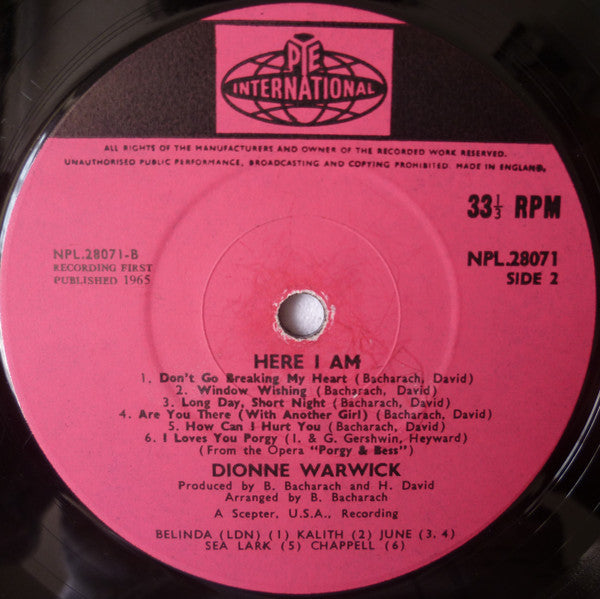 PYE
INTERNATIONAL
ALL RIGHTS OF THE MANUFACTURERS AND OWNER OF THE RECORDED WORK RESERVED.
UNAUTHORISED PUBLIC PERFORMANCE, BROADCASTING AND COPYING PROHIBITED. MADE IN ENGLAND.
33⅓ RPM
NPL.28071-B
RECORDING FIRST
PUBLISHED 1965
NPL.28071
SIDE 2
HERE I AM
1. Don't Go Breaking My Heart (Bacharach, David)
2. Window Wishing (Bacharach, David)
3. Long Day, Short Night (Bacharach, David)
4. Are You There (With Another Girl) (Bacharach, David)
5. How Can I Hurt You (Bacharach, David)
6. I Loves You Porgy (I. & G. Gershwin, Heyward)
(From the Opera "Porgy & Bess")
DIONNE WARWICK
Produced by B. Bacharach and H. David
Arranged by B. Bacharach
A Scepter, U.S.A., Recording
BELINDA (LDN) (1) KALITH (2) JUNE (3, 4)
SEA LARK (5) CHAPPELL (6)